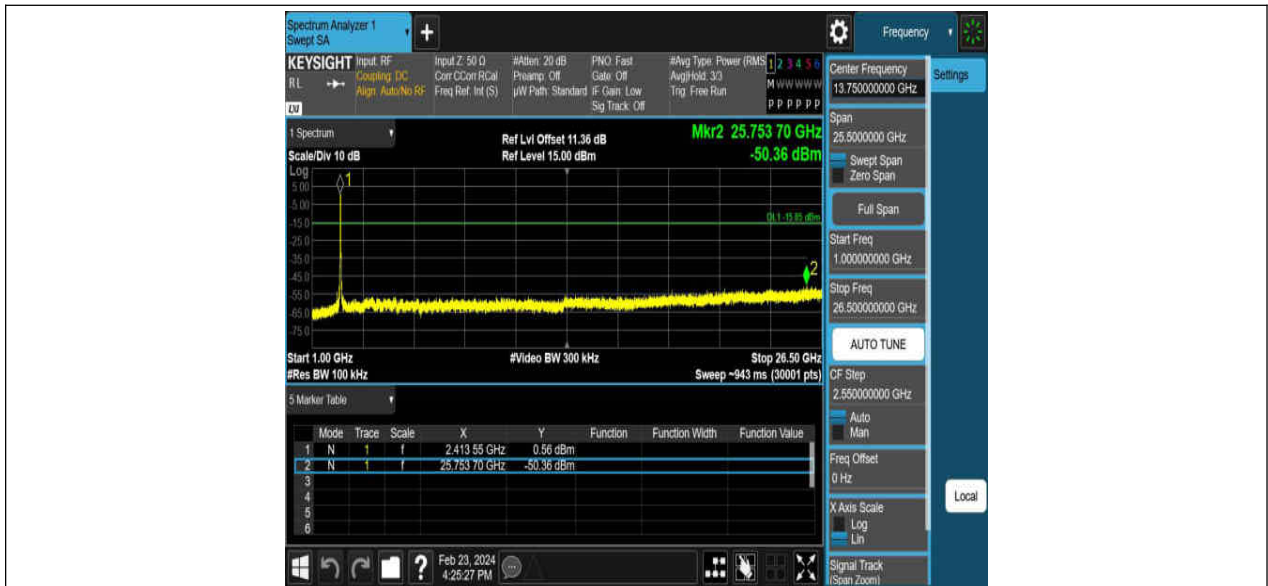 Spectrum Analyzer 1
Swept SA
+
Frequency
KEYSIGHT
RL
LXI
Input: RF
Coupling: DC
Align: Auto/No RF
Input Z: 50 Ω
Corr CCorr RCal
Freq Ref: Int (S)
#Atten: 20 dB
Preamp: Off
µW Path: Standard
PNO: Fast
Gate: Off
IF Gain: Low
Sig Track: Off
#Avg Type: Power (RMS
Avg|Hold: 3/3
Trig: Free Run
1 2 3 4 5 6
M W W W W W
P P P P P P
Center Frequency
13.750000000 GHz
Settings
1 Spectrum
Scale/Div 10 dB
Ref Lvl Offset 11.36 dB
Ref Level 15.00 dBm
Mkr2 25.753 70 GHz
-50.36 dBm
Span
25.5000000 GHz
Swept Span
Zero Span
Full Span
Log
5.00
-5.00
-15.0
-25.0
-35.0
-45.0
-55.0
-65.0
-75.0
1
DL1 -15.85 dBm
2
Start Freq
1.000000000 GHz
Stop Freq
26.500000000 GHz
AUTO TUNE
Start 1.00 GHz
#Video BW 300 kHz
Stop 26.50 GHz
#Res BW 100 kHz
Sweep ~943 ms (30001 pts)
CF Step
2.550000000 GHz
Auto
Man
5 Marker Table
Mode Trace Scale X Y Function Function Width Function Value
1 N 1 f 2.413 55 GHz 0.56 dBm
2 N 1 f 25.753 70 GHz -50.36 dBm
3
4
5
6
Freq Offset
0 Hz
X Axis Scale
Log
Lin
Local
Signal Track
(Span Zoom)
?
Feb 23, 2024
4:25:27 PM